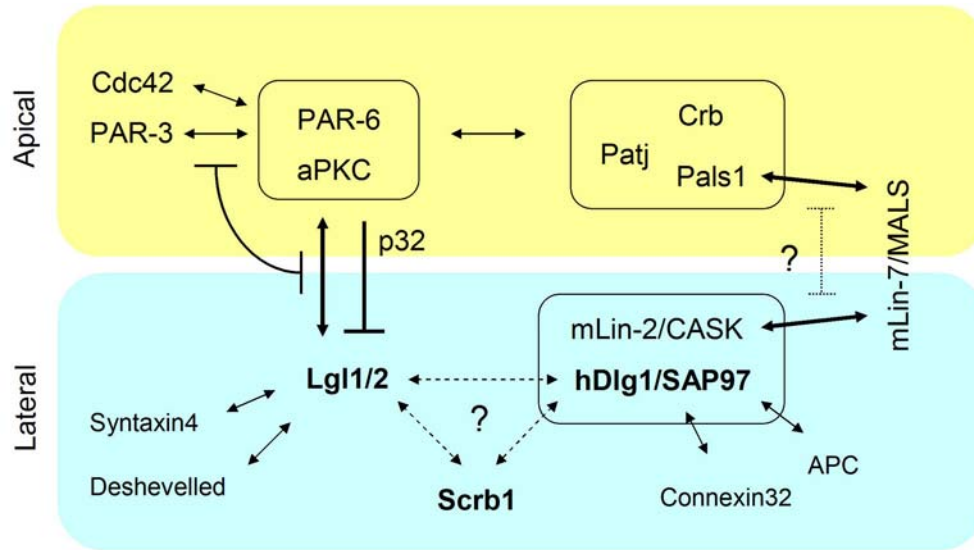 Apical
Cdc42
PAR-3
PAR-6
aPKC
Crb
Patj
Pals1
p32
?
mLin-7/MALS
Lateral
mLin-2/CASK
Lgl1/2
hDlg1/SAP97
Syntaxin4
?
Deshevelled
Scrb1
APC
Connexin32